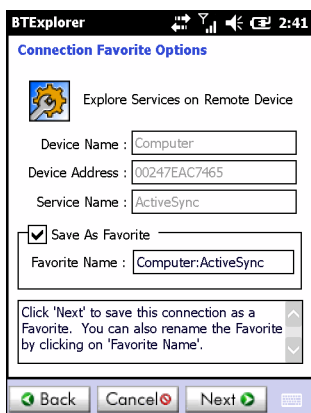 BTExplorer 2:41
Connection Favorite Options
Explore Services on Remote Device
Device Name : Computer
Device Address : 00247EAC7465
Service Name : ActiveSync
Save As Favorite
Favorite Name : Computer:ActiveSync
Click 'Next' to save this connection as a
Favorite.  You can also rename the Favorite
by clicking on 'Favorite Name'.
Back Cancel Next